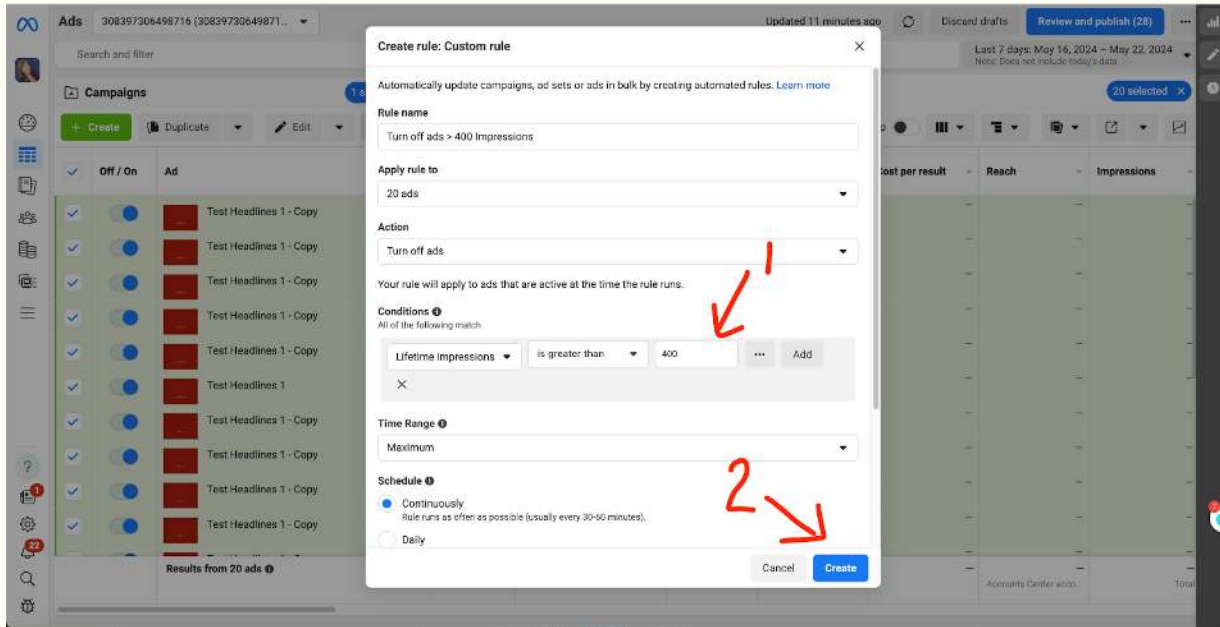 Ads
308397306498716 (30839730649871...
Updated 11 minutes ago
Discard drafts
Review and publish (28)
Search and filter
Last 7 days: May 16, 2024 – May 22, 2024
Note: Does not include today's data
Campaigns
20 selected
Create
Duplicate
Edit
Off / On
Ad
Cost per result
Reach
Impressions
Test Headlines 1 - Copy
Test Headlines 1 - Copy
Test Headlines 1 - Copy
Test Headlines 1 - Copy
Test Headlines 1 - Copy
Test Headlines 1
Test Headlines 1 - Copy
Test Headlines 1 - Copy
Test Headlines 1 - Copy
Test Headlines 1 - Copy
Results from 20 ads
Accounts Center acco...
Total
22
Create rule: Custom rule
Automatically update campaigns, ad sets or ads in bulk by creating automated rules. Learn more
Rule name
Turn off ads > 400 Impressions
Apply rule to
20 ads
Action
Turn off ads
1
Your rule will apply to ads that are active at the time the rule runs.
Conditions
All of the following match
Lifetime Impressions is greater than 400 ... Add
Time Range
Maximum
2
Schedule
Continuously
Rule runs as often as possible (usually every 30-60 minutes).
Daily
Cancel
Create